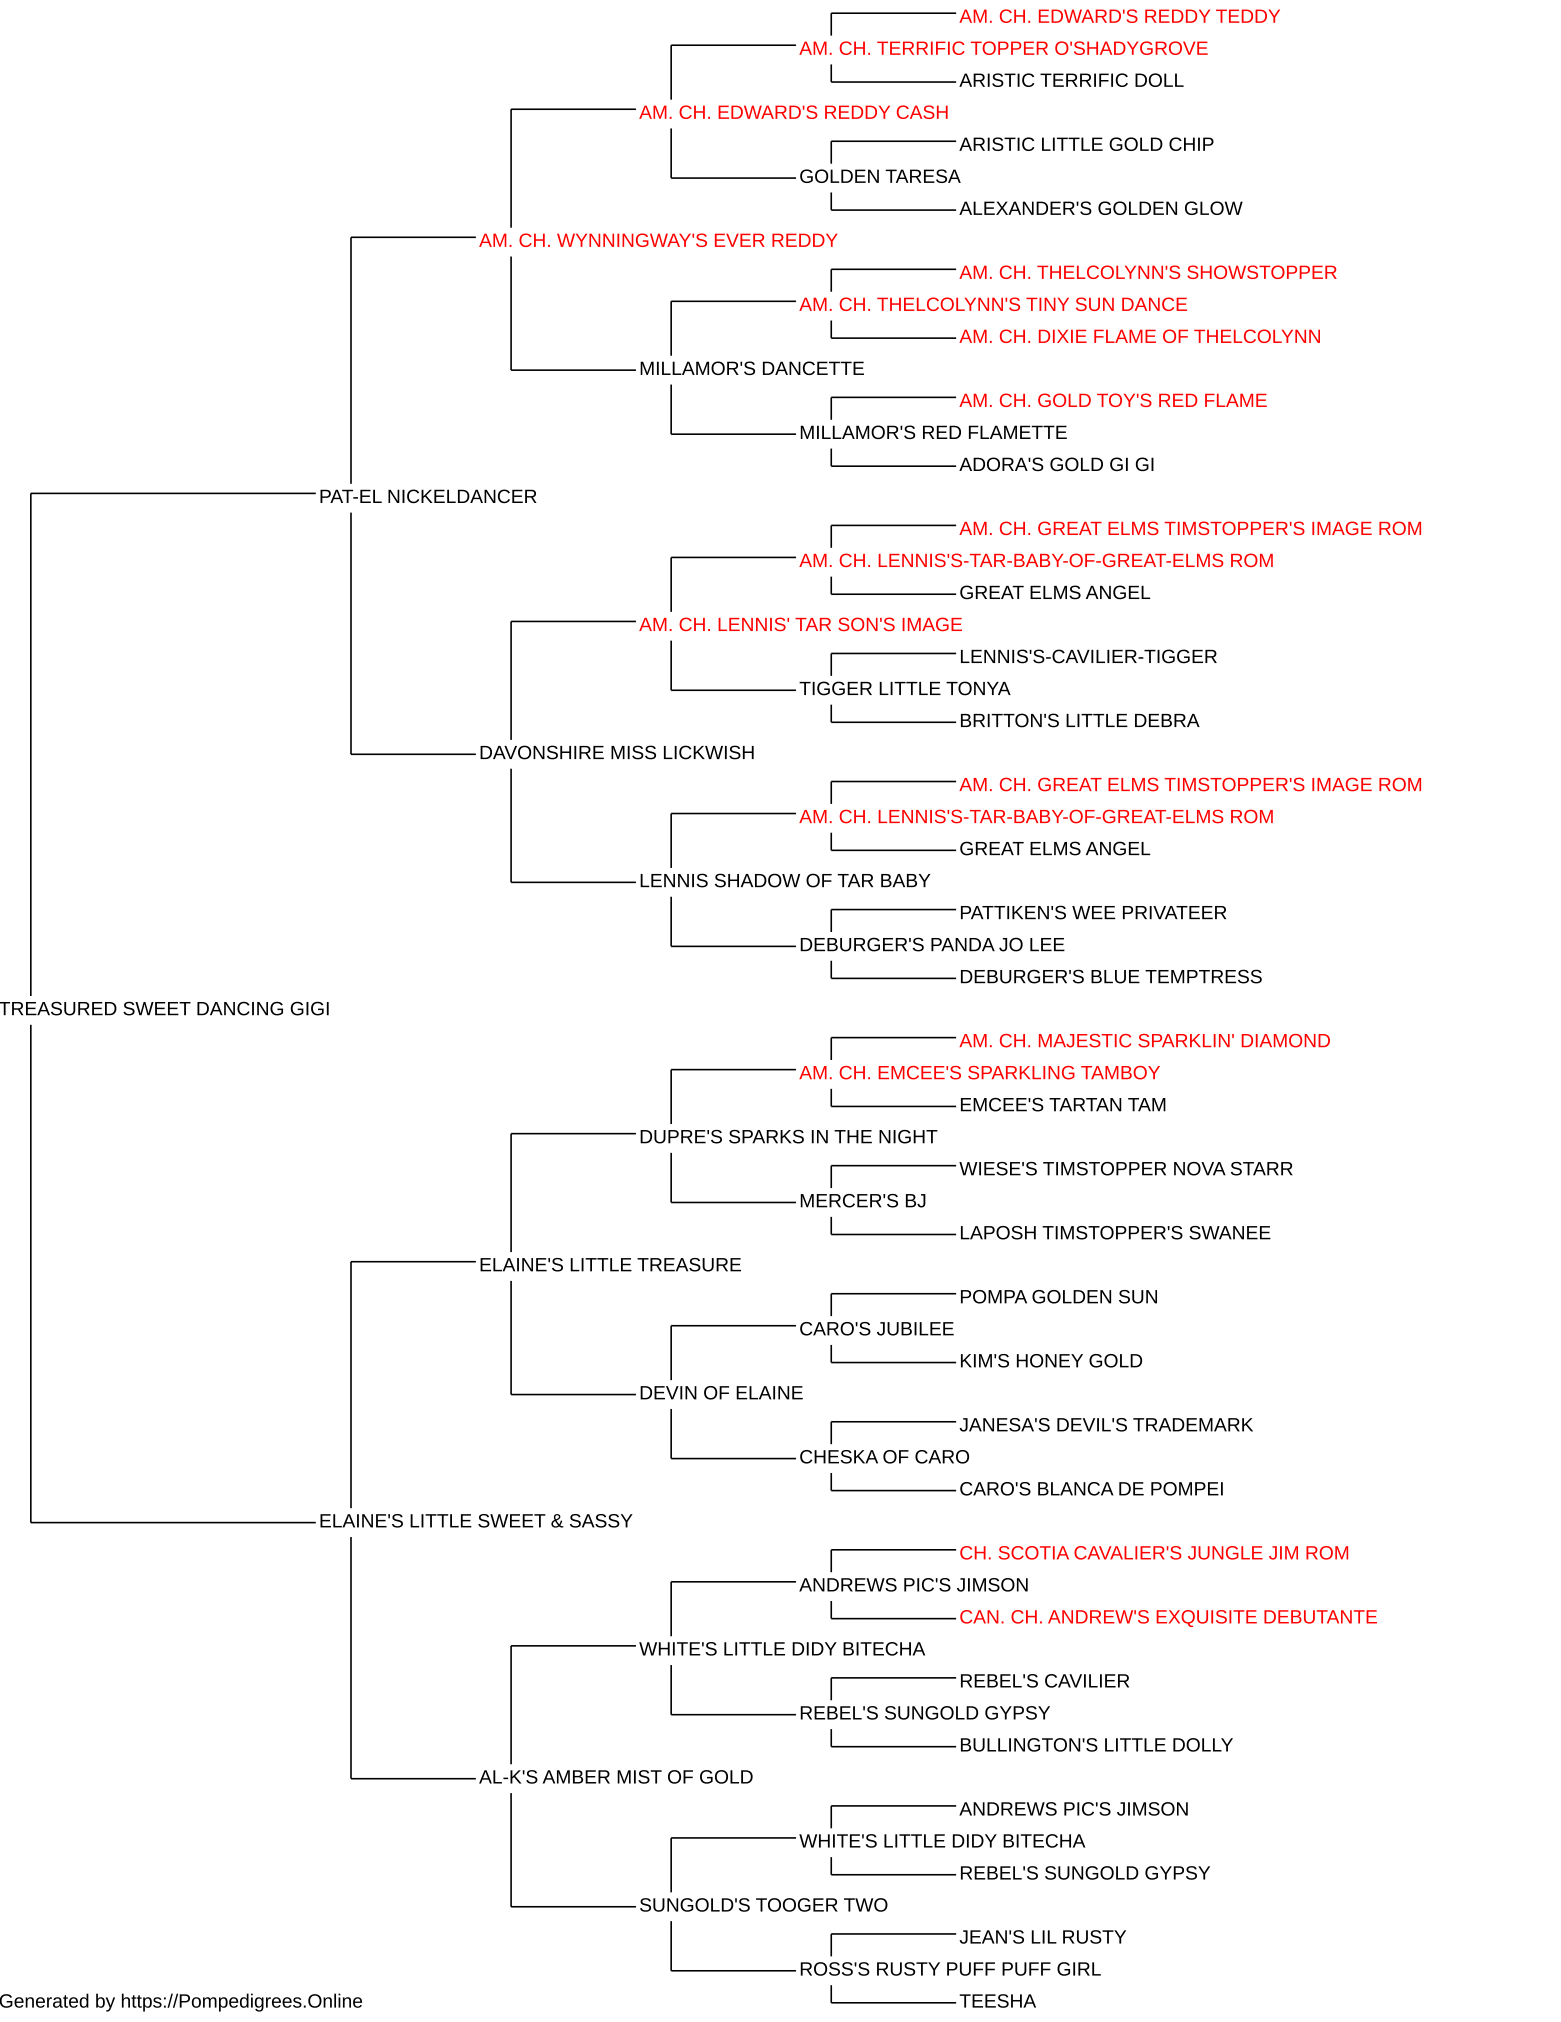 AM. CH. EDWARD'S REDDY TEDDY
AM. CH. TERRIFIC TOPPER O'SHADYGROVE
ARISTIC TERRIFIC DOLL
AM. CH. EDWARD'S REDDY CASH
ARISTIC LITTLE GOLD CHIP
GOLDEN TARESA
ALEXANDER'S GOLDEN GLOW
AM. CH. WYNNINGWAY'S EVER REDDY
AM. CH. THELCOLYNN'S SHOWSTOPPER
AM. CH. THELCOLYNN'S TINY SUN DANCE
AM. CH. DIXIE FLAME OF THELCOLYNN
MILLAMOR'S DANCETTE
AM. CH. GOLD TOY'S RED FLAME
MILLAMOR'S RED FLAMETTE
ADORA'S GOLD GI GI
PAT-EL NICKELDANCER
AM. CH. GREAT ELMS TIMSTOPPER'S IMAGE ROM
AM. CH. LENNIS'S-TAR-BABY-OF-GREAT-ELMS ROM
GREAT ELMS ANGEL
AM. CH. LENNIS' TAR SON'S IMAGE
LENNIS'S-CAVILIER-TIGGER
TIGGER LITTLE TONYA
BRITTON'S LITTLE DEBRA
DAVONSHIRE MISS LICKWISH
AM. CH. GREAT ELMS TIMSTOPPER'S IMAGE ROM
AM. CH. LENNIS'S-TAR-BABY-OF-GREAT-ELMS ROM
GREAT ELMS ANGEL
LENNIS SHADOW OF TAR BABY
PATTIKEN'S WEE PRIVATEER
DEBURGER'S PANDA JO LEE
DEBURGER'S BLUE TEMPTRESS
TREASURED SWEET DANCING GIGI
AM. CH. MAJESTIC SPARKLIN' DIAMOND
AM. CH. EMCEE'S SPARKLING TAMBOY
EMCEE'S TARTAN TAM
DUPRE'S SPARKS IN THE NIGHT
WIESE'S TIMSTOPPER NOVA STARR
MERCER'S BJ
LAPOSH TIMSTOPPER'S SWANEE
ELAINE'S LITTLE TREASURE
POMPA GOLDEN SUN
CARO'S JUBILEE
KIM'S HONEY GOLD
DEVIN OF ELAINE
JANESA'S DEVIL'S TRADEMARK
CHESKA OF CARO
CARO'S BLANCA DE POMPEI
ELAINE'S LITTLE SWEET & SASSY
CH. SCOTIA CAVALIER'S JUNGLE JIM ROM
ANDREWS PIC'S JIMSON
CAN. CH. ANDREW'S EXQUISITE DEBUTANTE
WHITE'S LITTLE DIDY BITECHA
REBEL'S CAVILIER
REBEL'S SUNGOLD GYPSY
BULLINGTON'S LITTLE DOLLY
AL-K'S AMBER MIST OF GOLD
ANDREWS PIC'S JIMSON
WHITE'S LITTLE DIDY BITECHA
REBEL'S SUNGOLD GYPSY
SUNGOLD'S TOOGER TWO
JEAN'S LIL RUSTY
ROSS'S RUSTY PUFF PUFF GIRL
TEESHA
Generated by https://Pompedigrees.Online